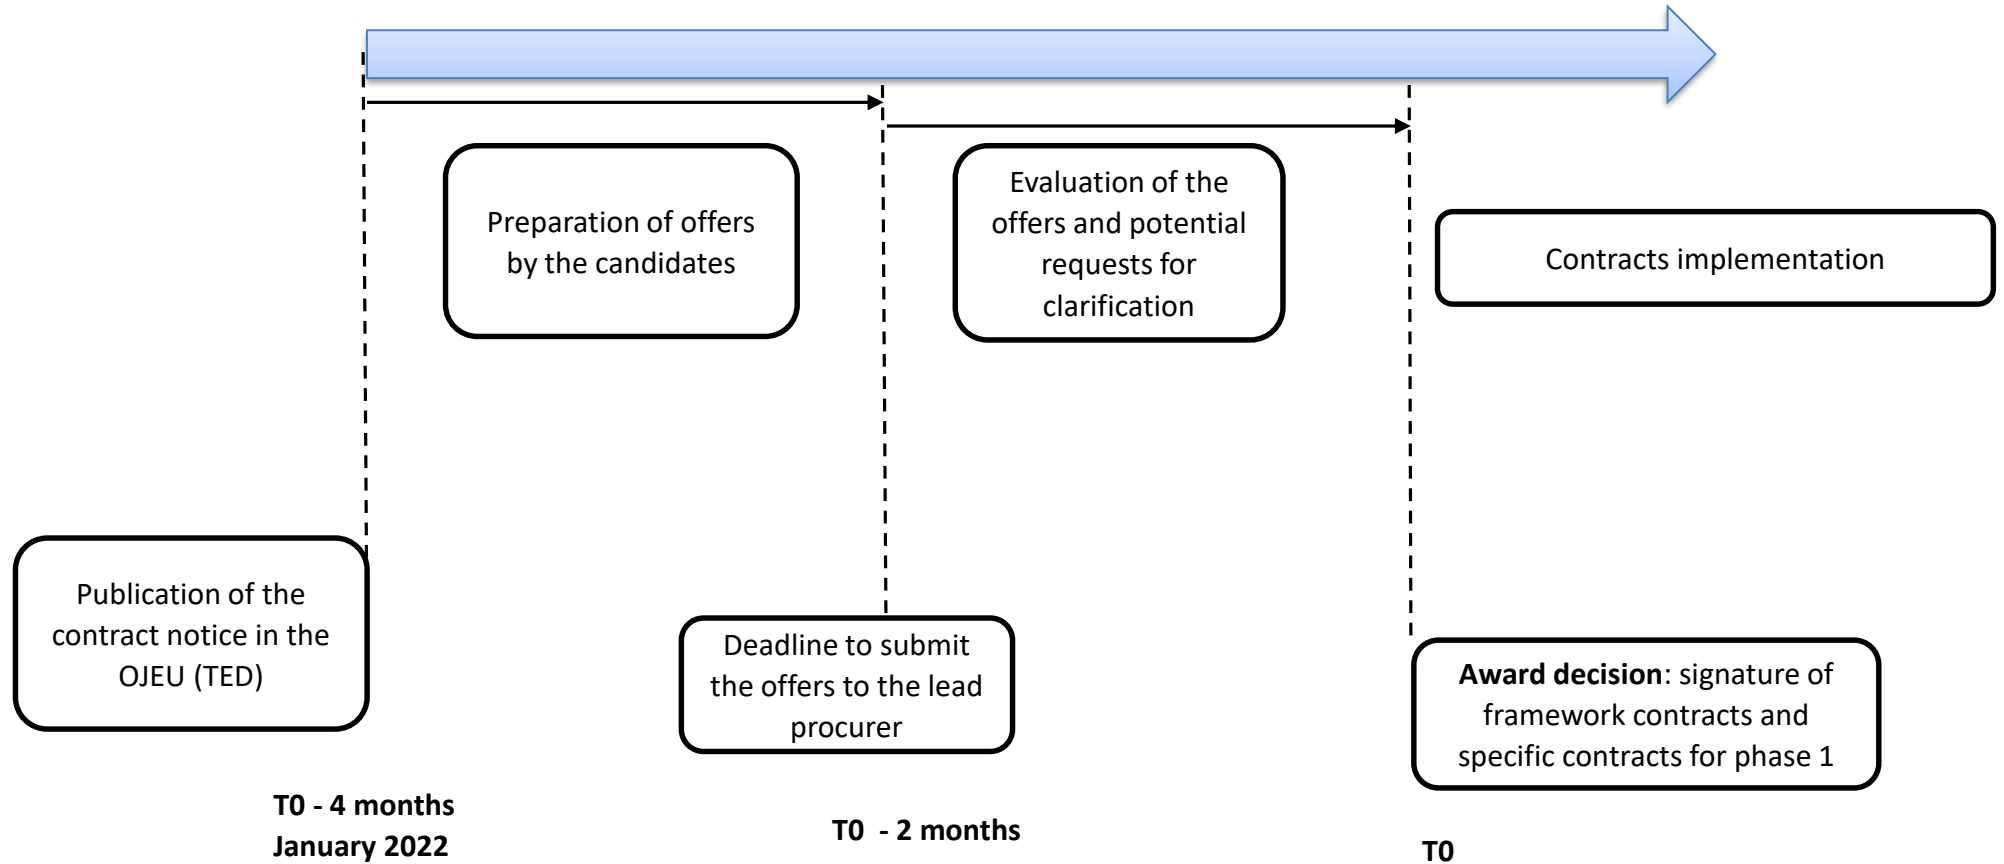 Preparation of offers
by the candidates
Evaluation of the
offers and potential
requests for
clarification
Contracts implementation
Publication of the
contract notice in the
OJEU (TED)
Deadline to submit
the offers to the lead
procurer
Award decision: signature of
framework contracts and
specific contracts for phase 1
T0 - 4 months
January 2022
T0  - 2 months
T0